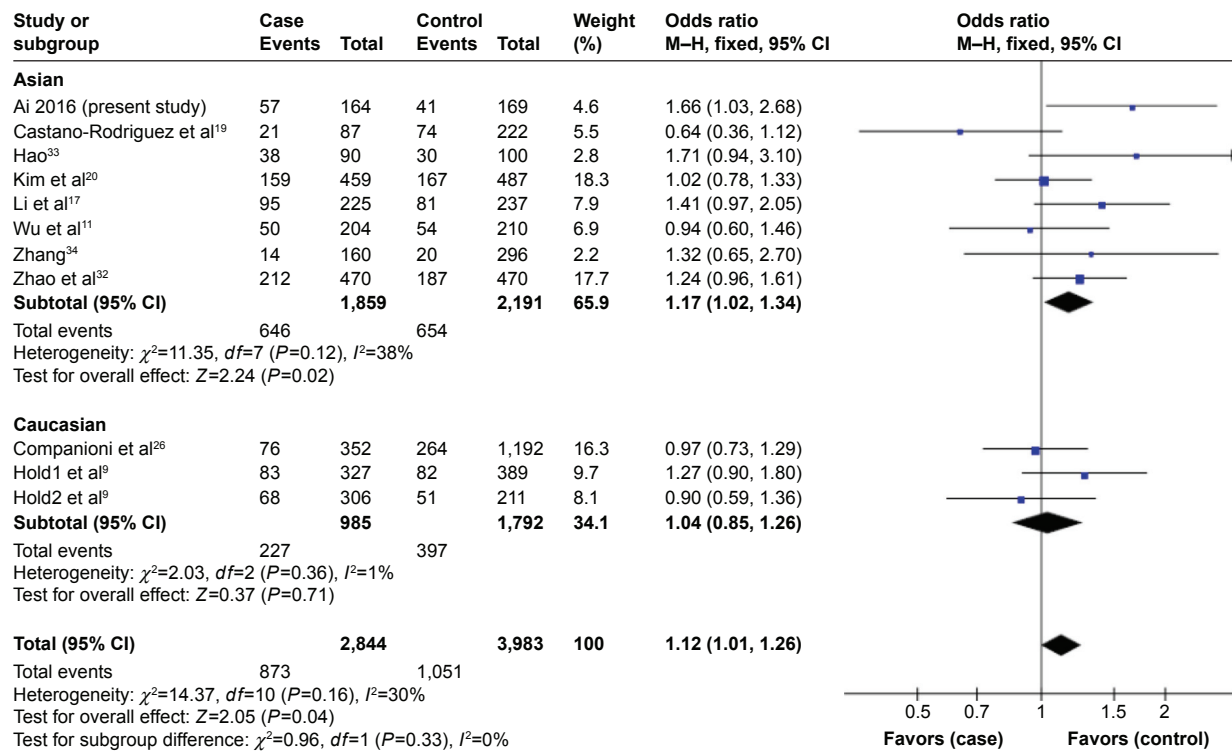 Study or subgroup Case Events Total Control Events Total Weight (%) Odds ratio M–H, fixed, 95% CI Odds ratio M–H, fixed, 95% CI
Asian
Ai 2016 (present study) 57 164 41 169 4.6 1.66 (1.03, 2.68)
Castano-Rodriguez et al19 21 87 74 222 5.5 0.64 (0.36, 1.12)
Hao33 38 90 30 100 2.8 1.71 (0.94, 3.10)
Kim et al20 159 459 167 487 18.3 1.02 (0.78, 1.33)
Li et al17 95 225 81 237 7.9 1.41 (0.97, 2.05)
Wu et al11 50 204 54 210 6.9 0.94 (0.60, 1.46)
Zhang34 14 160 20 296 2.2 1.32 (0.65, 2.70)
Zhao et al32 212 470 187 470 17.7 1.24 (0.96, 1.61)
Subtotal (95% CI) 1,859 2,191 65.9 1.17 (1.02, 1.34)
Total events 646 654
Heterogeneity: χ2=11.35, df=7 (P=0.12), I2=38%
Test for overall effect: Z=2.24 (P=0.02)
Caucasian
Companioni et al26 76 352 264 1,192 16.3 0.97 (0.73, 1.29)
Hold1 et al9 83 327 82 389 9.7 1.27 (0.90, 1.80)
Hold2 et al9 68 306 51 211 8.1 0.90 (0.59, 1.36)
Subtotal (95% CI) 985 1,792 34.1 1.04 (0.85, 1.26)
Total events 227 397
Heterogeneity: χ2=2.03, df=2 (P=0.36), I2=1%
Test for overall effect: Z=0.37 (P=0.71)
Total (95% CI) 2,844 3,983 100 1.12 (1.01, 1.26)
Total events 873 1,051
Heterogeneity: χ2=14.37, df=10 (P=0.16), I2=30%
Test for overall effect: Z=2.05 (P=0.04)
Test for subgroup difference: χ2=0.96, df=1 (P=0.33), I2=0%
0.5 0.7 1 1.5 2
Favors (case) Favors (control)